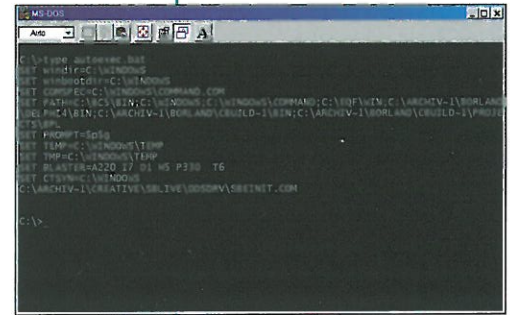 MS-DOS
Auto
A
C:\>type autoexec.bat
SET windir=C:\WINDOWS
SET winbootdir=C:\WINDOWS
SET COMSPEC=C:\WINDOWS\COMMAND.COM
SET PATH=C:\BC5\BIN;C:\WINDOWS;C:\WINDOWS\COMMAND;C:\EQF\WIN;C:\ARCHIV~1\BORLAND
\DELPHI4\BIN;C:\ARCHIV~1\BORLAND\CBUILD~1\BIN;C:\ARCHIV~1\BORLAND\CBUILD~1\PROJE
CTS\BPL
SET PROMPT=$p$g
SET TEMP=C:\WINDOWS\TEMP
SET TMP=C:\WINDOWS\TEMP
SET BLASTER=A220 I7 D1 H5 P330 T6
SET CTSYN=C:\WINDOWS
C:\ARCHIV~1\CREATIVE\SBLIVE\DOSDRV\SBEINIT.COM
C:\>_